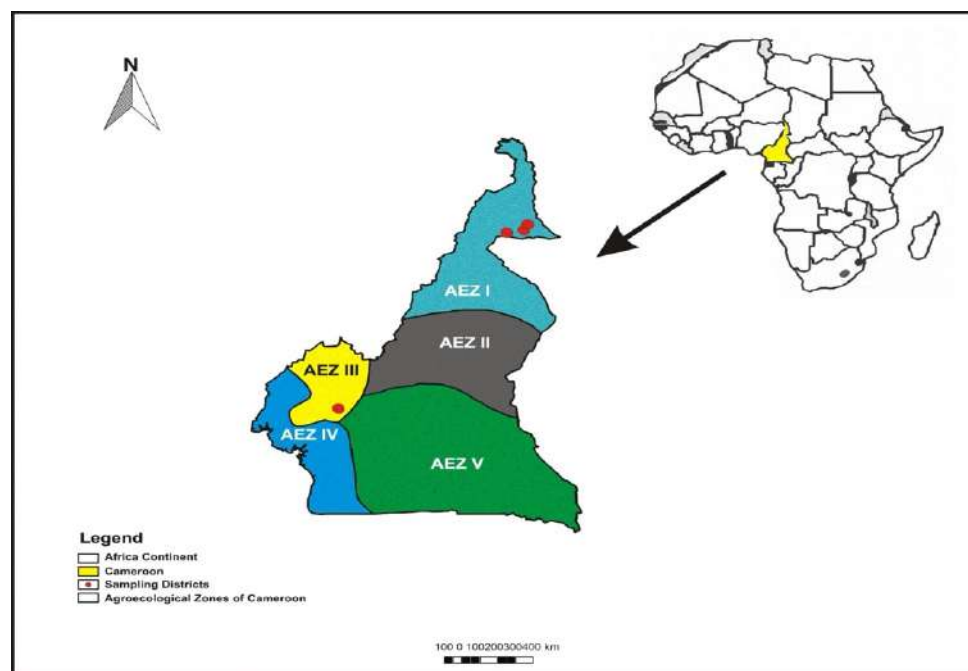 N
AEZ I
AEZ II
AEZ III
AEZ IV
AEZ V
Legend
Africa Continent
Cameroon
Sampling Districts
Agroecological Zones of Cameroon
100 0 100200300400 km